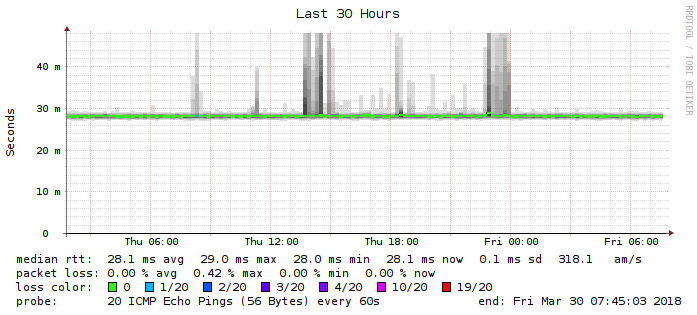 Last 30 Hours
RRDTOOL / TOBI OETIKER
Seconds
40 m
30 m
20 m
10 m
0
Thu 06:00 Thu 12:00 Thu 18:00 Fri 00:00 Fri 06:00
median rtt: 28.1 ms avg 29.0 ms max 28.0 ms min 28.1 ms now 0.1 ms sd 318.1 am/s
packet loss: 0.00 % avg 0.42 % max 0.00 % min 0.00 % now
loss color: 0 1/20 2/20 3/20 4/20 10/20 19/20
probe: 20 ICMP Echo Pings (56 Bytes) every 60s end: Fri Mar 30 07:45:03 2018